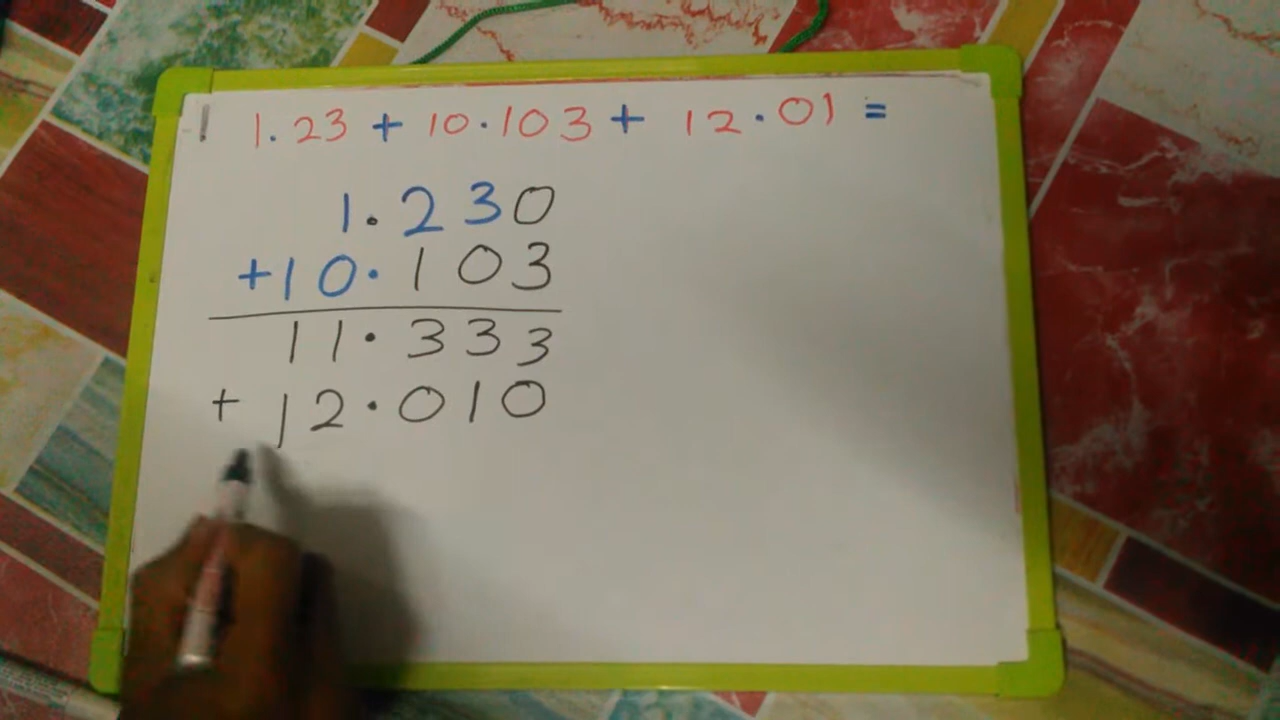 1.23 + 10.103 + 12.01 =
1.230
+10.103
11.333
+ 12.010